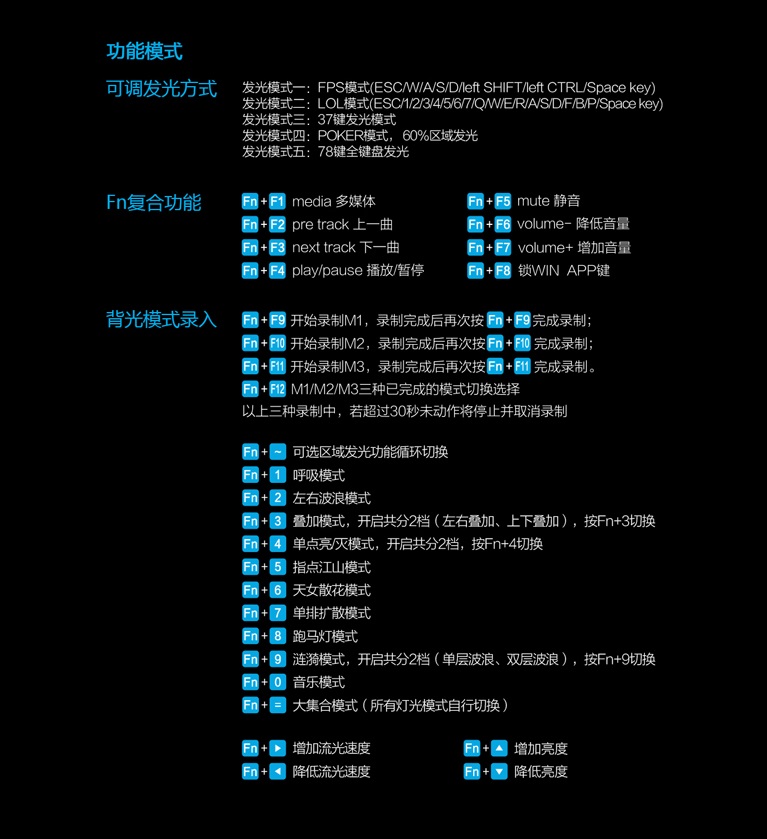 功能模式
可调发光方式
发光模式一：FPS模式(ESC/W/A/S/D/left SHIFT/left CTRL/Space key)
发光模式二：LOL模式(ESC/1/2/3/4/5/6/7/Q/W/E/R/A/S/D/F/B/P/Space key)
发光模式三：37键发光模式
发光模式四：POKER模式，60%区域发光
发光模式五：78键全键盘发光
Fn复合功能
Fn+F1 media 多媒体 Fn+F5 mute 静音
Fn+F2 pre track 上一曲 Fn+F6 volume- 降低音量
Fn+F3 next track 下一曲 Fn+F7 volume+ 增加音量
Fn+F4 play/pause 播放/暂停 Fn+F8 锁WIN APP键
背光模式录入
Fn+F9 开始录制M1，录制完成后再次按 Fn+F9 完成录制；
Fn+F10 开始录制M2，录制完成后再次按 Fn+F10 完成录制；
Fn+F11 开始录制M3，录制完成后再次按 Fn+F11 完成录制。
Fn+F12 M1/M2/M3三种已完成的模式切换选择
以上三种录制中，若超过30秒未动作将停止并取消录制
Fn+~ 可选区域发光功能循环切换
Fn+1 呼吸模式
Fn+2 左右波浪模式
Fn+3 叠加模式，开启共分2档（左右叠加、上下叠加），按Fn+3切换
Fn+4 单点亮/灭模式，开启共分2档，按Fn+4切换
Fn+5 指点江山模式
Fn+6 天女散花模式
Fn+7 单排扩散模式
Fn+8 跑马灯模式
Fn+9 涟漪模式，开启共分2档（单层波浪、双层波浪），按Fn+9切换
Fn+0 音乐模式
Fn+= 大集合模式（所有灯光模式自行切换）
Fn+▶ 增加流光速度 Fn+▲ 增加亮度
Fn+◀ 降低流光速度 Fn+▼ 降低亮度